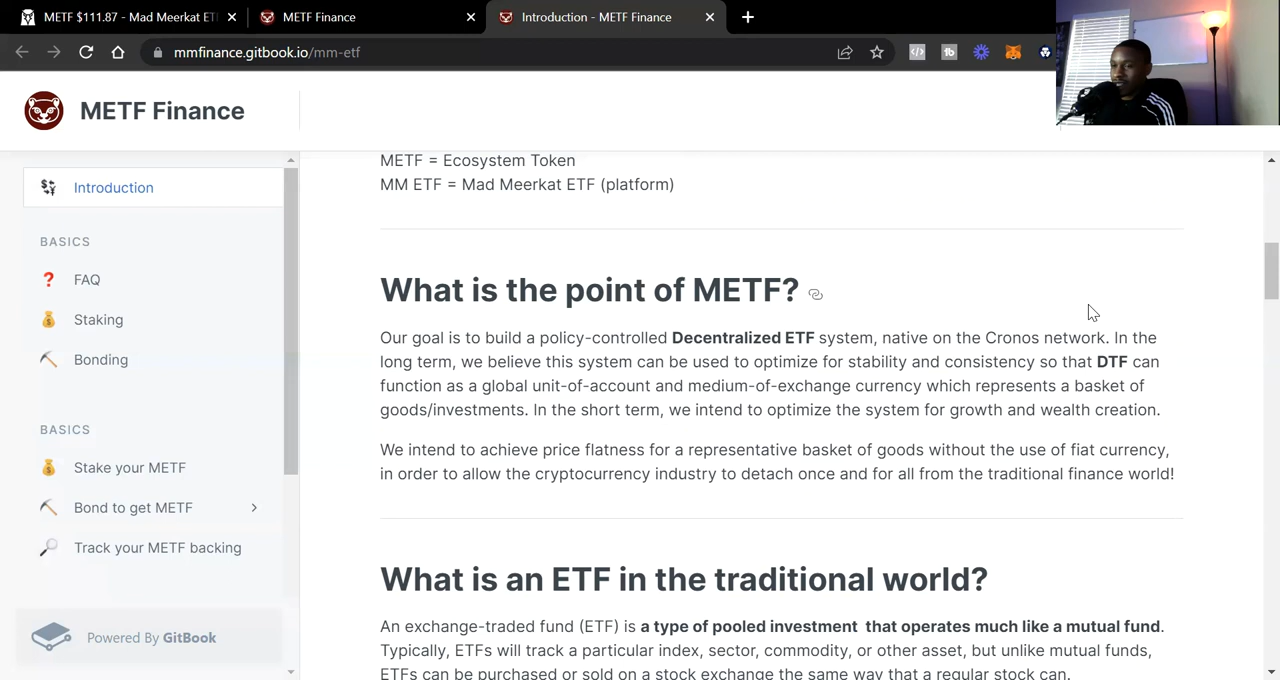 METF $111.87 - Mad Meerkat ET
METF Finance
Introduction - METF Finance
mmfinance.gitbook.io/mm-etf
METF Finance
Introduction
BASICS
FAQ
Staking
Bonding
BASICS
Stake your METF
Bond to get METF
Track your METF backing
Powered By GitBook
METF = Ecosystem Token
MM ETF = Mad Meerkat ETF (platform)
What is the point of METF?
Our goal is to build a policy-controlled Decentralized ETF system, native on the Cronos network. In the
long term, we believe this system can be used to optimize for stability and consistency so that DTF can
function as a global unit-of-account and medium-of-exchange currency which represents a basket of
goods/investments. In the short term, we intend to optimize the system for growth and wealth creation.
We intend to achieve price flatness for a representative basket of goods without the use of fiat currency,
in order to allow the cryptocurrency industry to detach once and for all from the traditional finance world!
What is an ETF in the traditional world?
An exchange-traded fund (ETF) is a type of pooled investment that operates much like a mutual fund.
Typically, ETFs will track a particular index, sector, commodity, or other asset, but unlike mutual funds,
ETFs can be purchased or sold on a stock exchange the same way that a regular stock can.